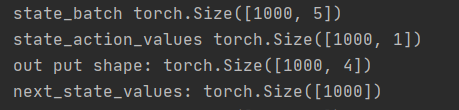 state_batch torch.Size([1000, 5])
state_action_values torch.Size([1000, 1])
out put shape: torch.Size([1000, 4])
next_state_values: torch.Size([1000])